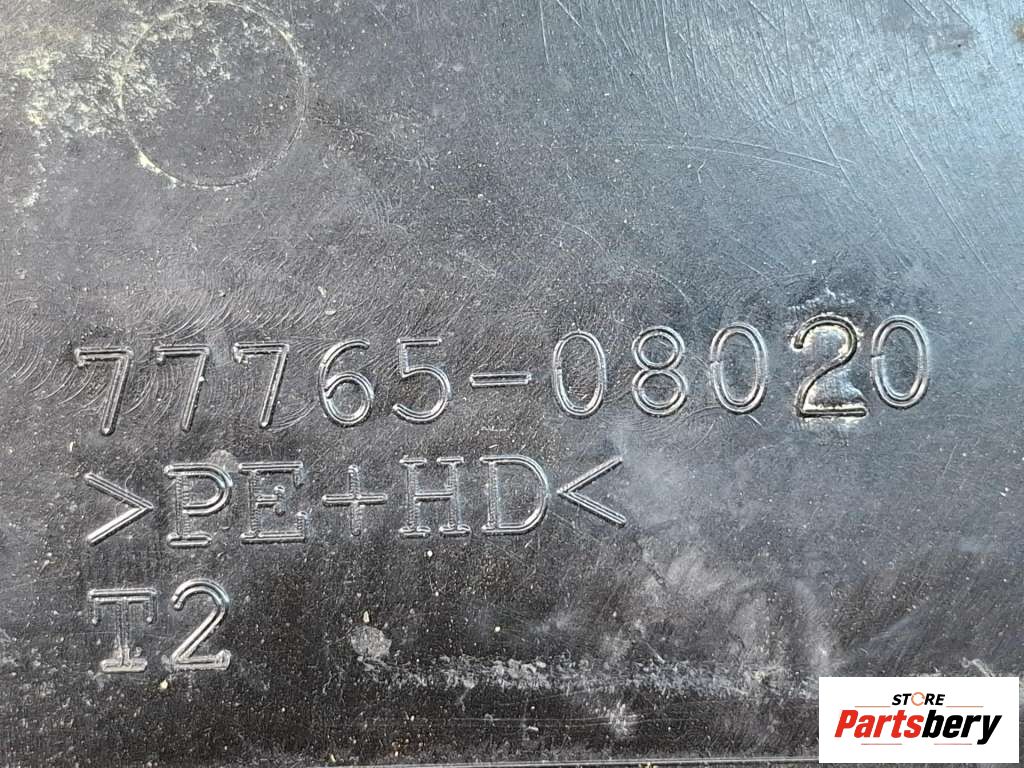 77765-08020
>PE+HD<
T2
STORE
Partsbery